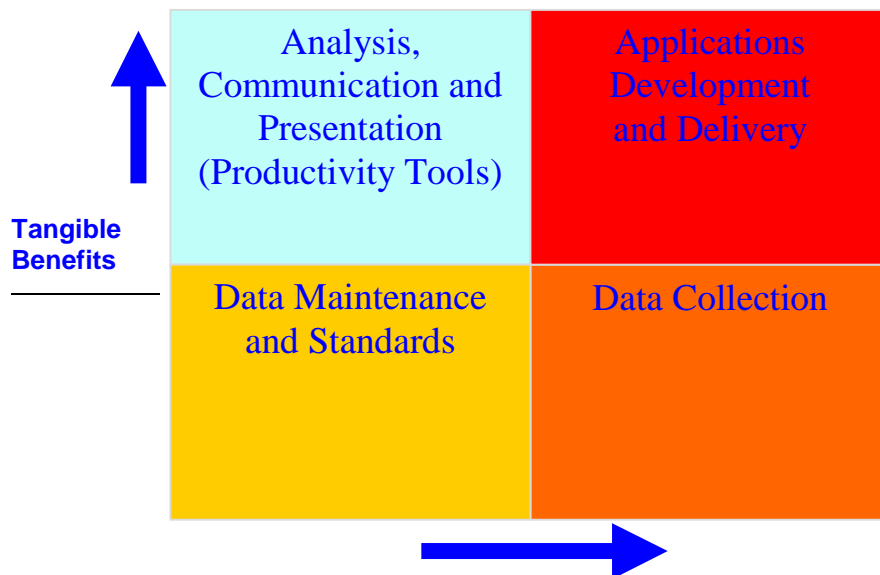 Analysis,
Communication and
Presentation
(Productivity Tools)
Applications
Development
and Delivery
Tangible
Benefits
Data Maintenance
and Standards
Data Collection